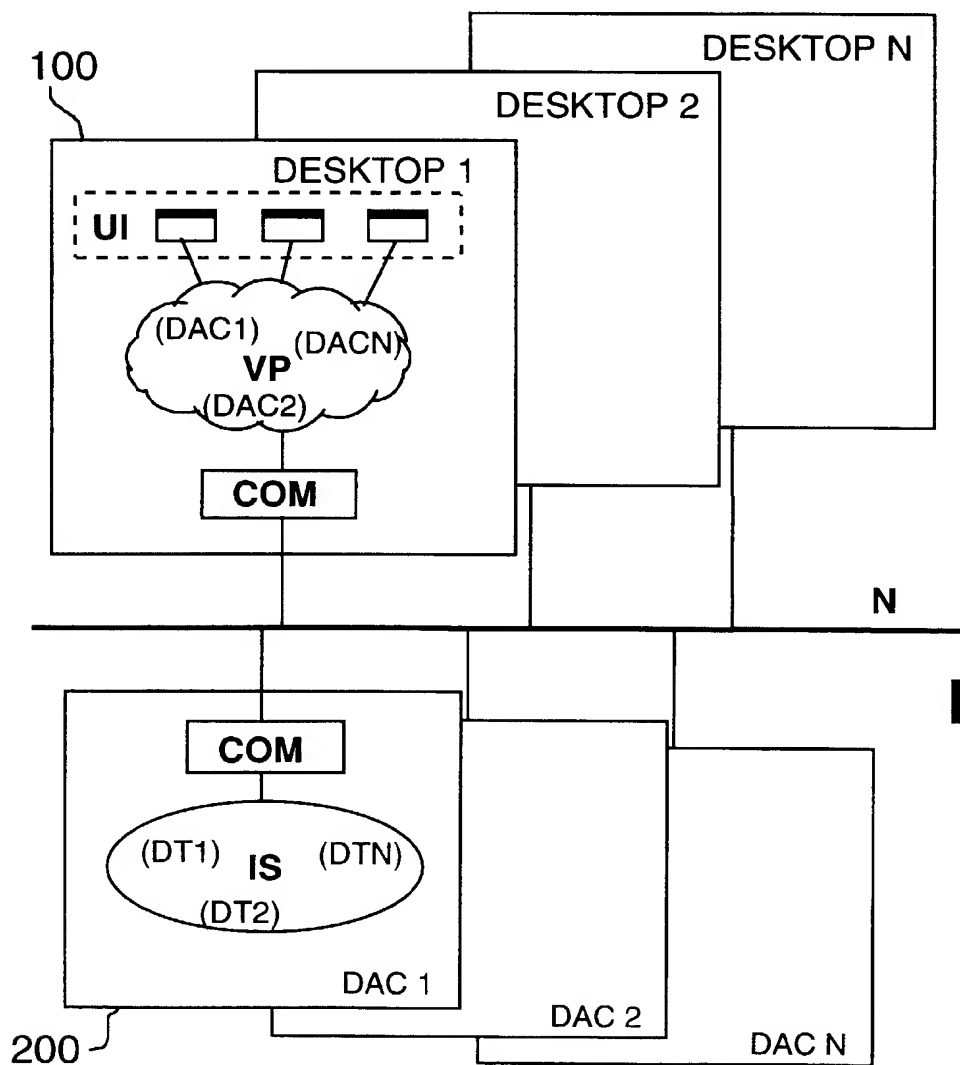 DESKTOP N
100
DESKTOP 2
DESKTOP 1
UI
(DAC1)
(DACN)
VP
(DAC2)
COM
N
COM
(DT1)
IS
(DTN)
(DT2)
DAC 1
DAC 2
200
DAC N